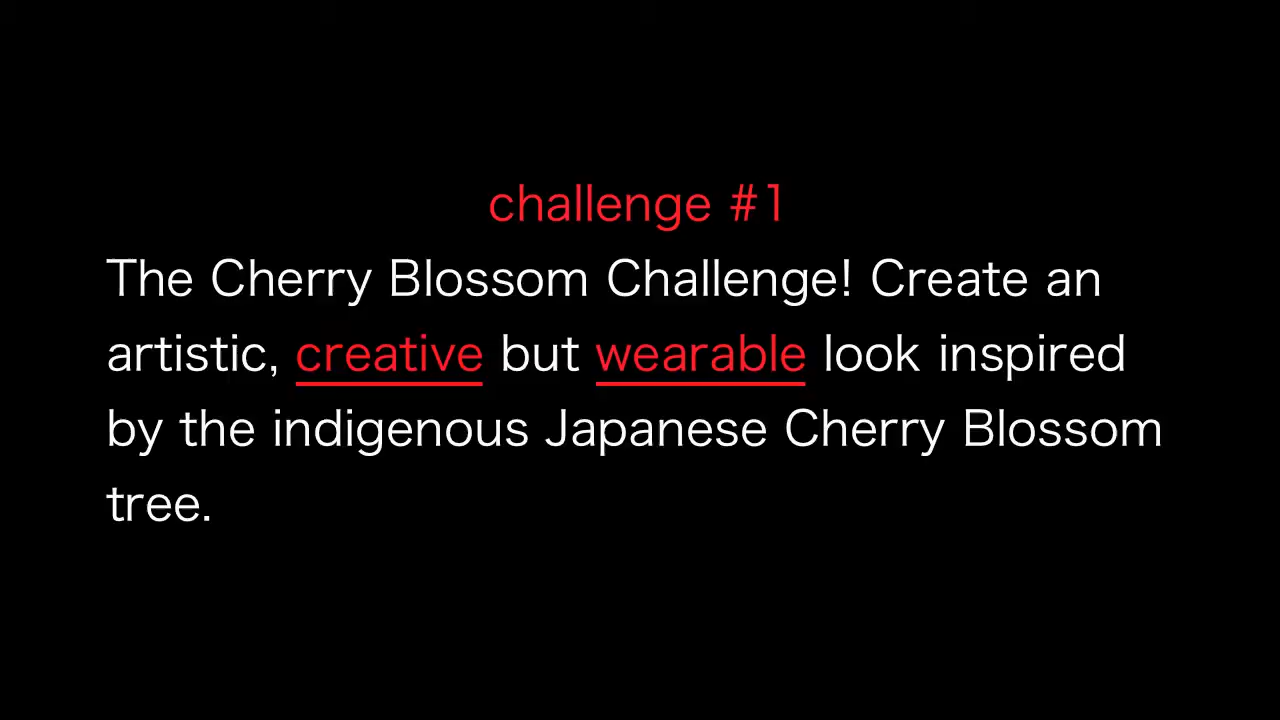 challenge #1
The Cherry Blossom Challenge! Create an
artistic, creative but wearable look inspired
by the indigenous Japanese Cherry Blossom
tree.